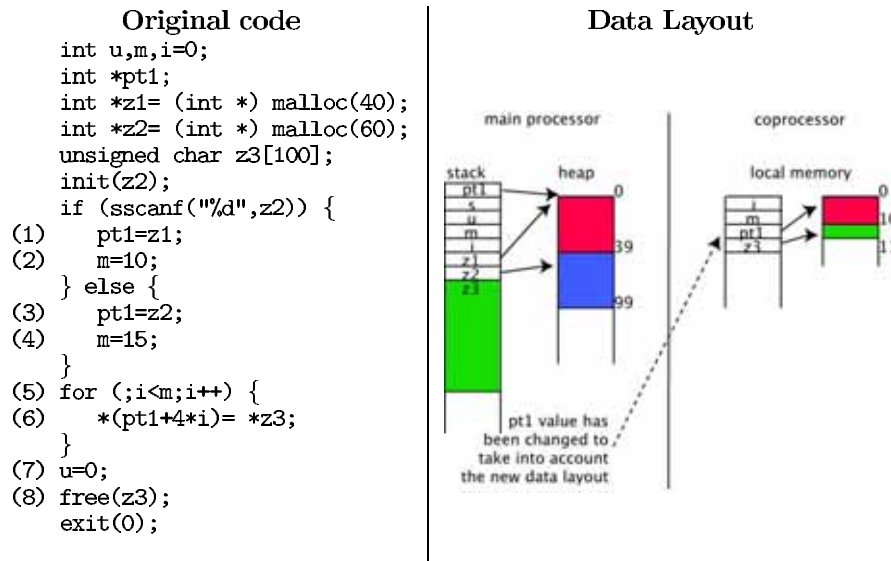 Original code
int u,m,i=0;
int *pt1;
int *z1= (int *) malloc(40);
int *z2= (int *) malloc(60);
unsigned char z3[100];
init(z2);
if (sscanf("%d",z2)) {
(1) pt1=z1;
(2) m=10;
} else {
(3) pt1=z2;
(4) m=15;
}
(5) for (;i<m;i++) {
(6) *(pt1+4*i)= *z3;
}
(7) u=0;
(8) free(z3);
exit(0);
Data Layout
main processor
coprocessor
stack
heap
local memory
pt1
s
u
m
i
z1
z2
z3
0
39
99
i
m
pt1
z3
0
pt1 value has
been changed to
take into account
the new data layout